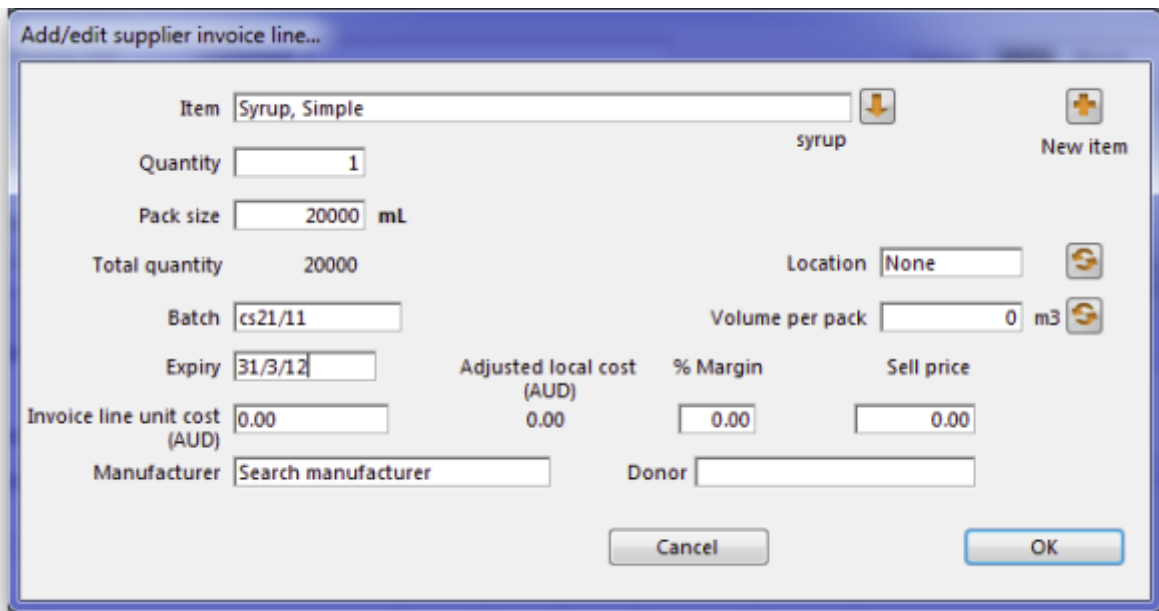 Add/edit supplier invoice line...
Item Syrup, Simple
syrup
New item
Quantity 1
Pack size 20000 mL
Total quantity 20000
Location None
Batch cs21/11
Volume per pack 0 m3
Expiry 31/3/12
Adjusted local cost (AUD)
% Margin
Sell price
Invoice line unit cost (AUD) 0.00
0.00
0.00
0.00
Manufacturer Search manufacturer
Donor
Cancel
OK